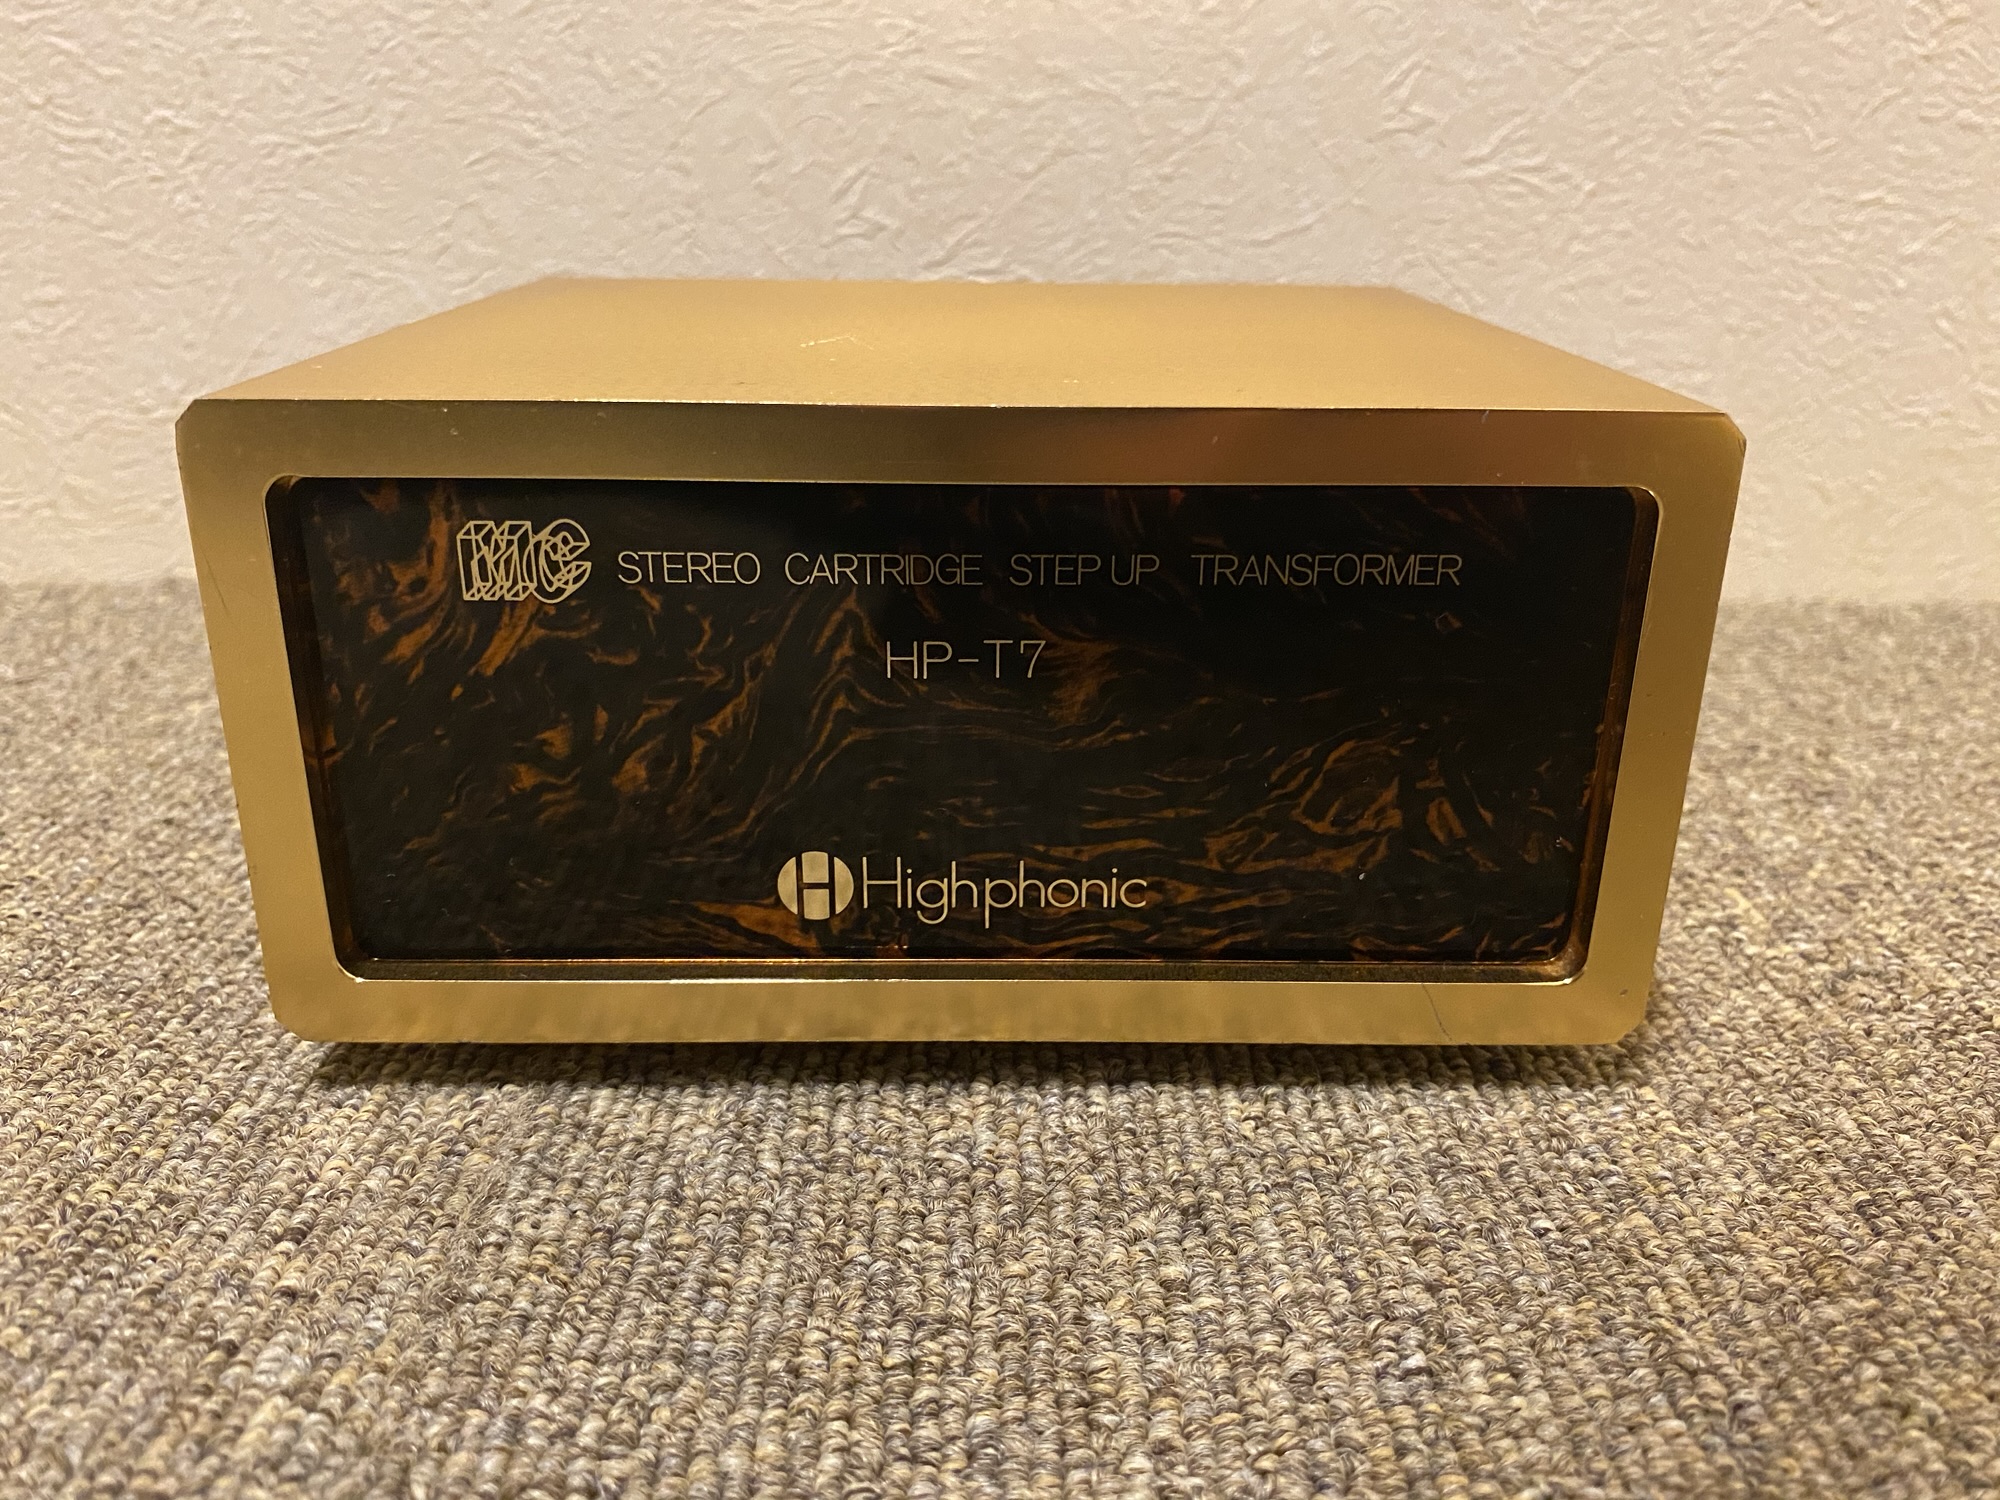 MC STEREO CARTRIDGE STEP UP TRANSFORMER
HP-T7
H Highphonic